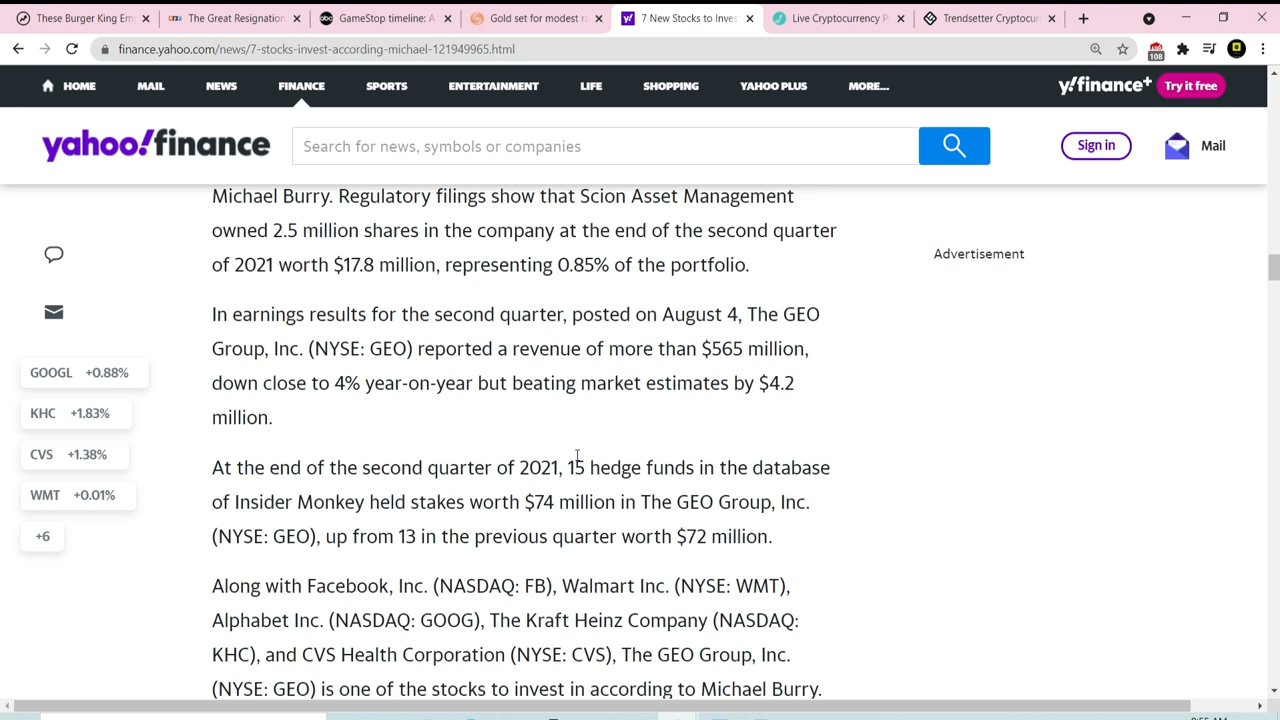 These Burger King Em
The Great Resignation
GameStop timeline: A
Gold set for modest r
7 New Stocks to Inves
Live Cryptocurrency P
Trendsetter Cryptocur
finance.yahoo.com/news/7-stocks-invest-according-michael-121949965.html
108
HOME MAIL NEWS FINANCE SPORTS ENTERTAINMENT LIFE SHOPPING YAHOO PLUS MORE...
y!finance+ Try it free
yahoo!finance
Search for news, symbols or companies
Sign in
Mail
Michael Burry. Regulatory filings show that Scion Asset Management
owned 2.5 million shares in the company at the end of the second quarter
of 2021 worth $17.8 million, representing 0.85% of the portfolio.
Advertisement
In earnings results for the second quarter, posted on August 4, The GEO
Group, Inc. (NYSE: GEO) reported a revenue of more than $565 million,
down close to 4% year-on-year but beating market estimates by $4.2
million.
GOOGL +0.88%
KHC +1.83%
CVS +1.38%
WMT +0.01%
+6
At the end of the second quarter of 2021, 15 hedge funds in the database
of Insider Monkey held stakes worth $74 million in The GEO Group, Inc.
(NYSE: GEO), up from 13 in the previous quarter worth $72 million.
Along with Facebook, Inc. (NASDAQ: FB), Walmart Inc. (NYSE: WMT),
Alphabet Inc. (NASDAQ: GOOG), The Kraft Heinz Company (NASDAQ:
KHC), and CVS Health Corporation (NYSE: CVS), The GEO Group, Inc.
(NYSE: GEO) is one of the stocks to invest in according to Michael Burry.